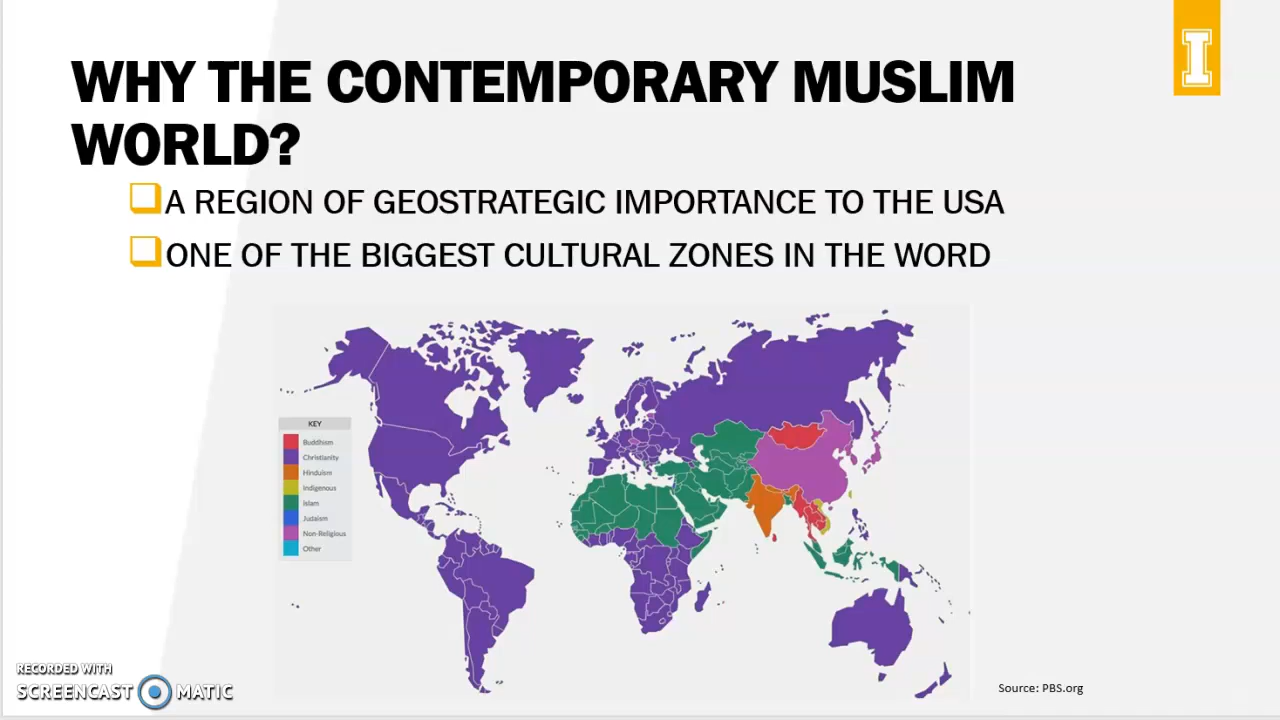 I
WHY THE CONTEMPORARY MUSLIM
WORLD?
A REGION OF GEOSTRATEGIC IMPORTANCE TO THE USA
ONE OF THE BIGGEST CULTURAL ZONES IN THE WORD
KEY
Buddhism
Christianity
Hinduism
Indigenous
Islam
Judaism
Non-Religious
Other
Source: PBS.org
RECORDED WITH
SCREENCAST MATIC